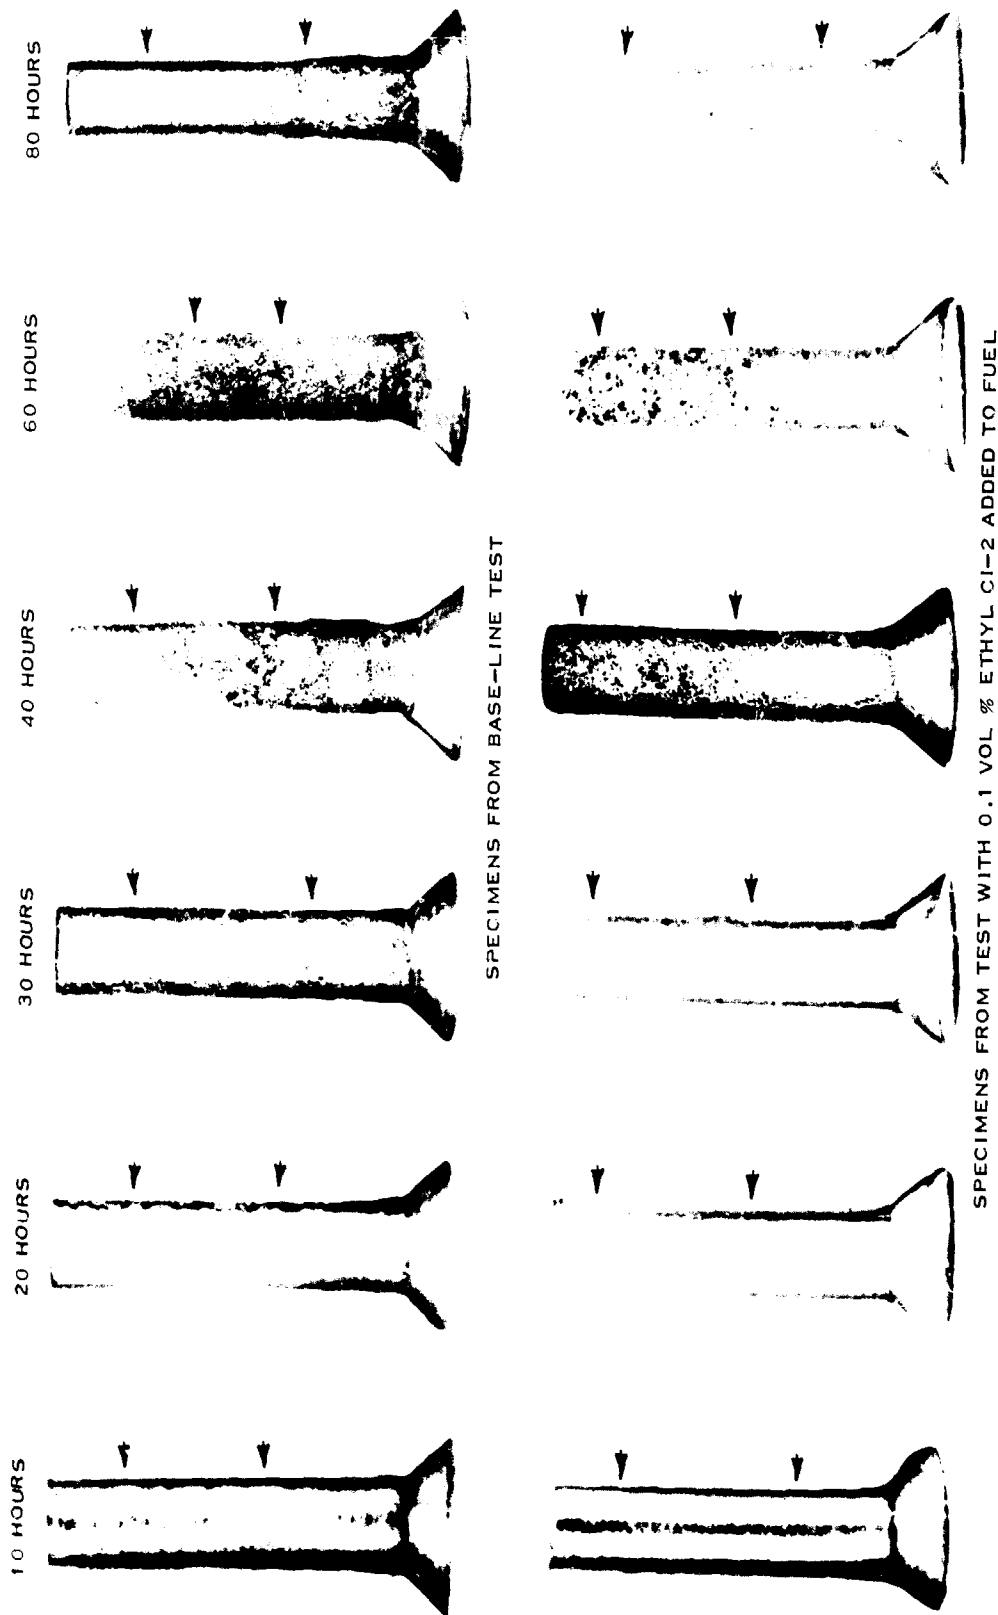 10 HOURS
20 HOURS
30 HOURS
40 HOURS
60 HOURS
80 HOURS
SPECIMENS FROM BASE-LINE TEST
SPECIMENS FROM TEST WITH 0.1 VOL % ETHYL CI-2 ADDED TO FUEL